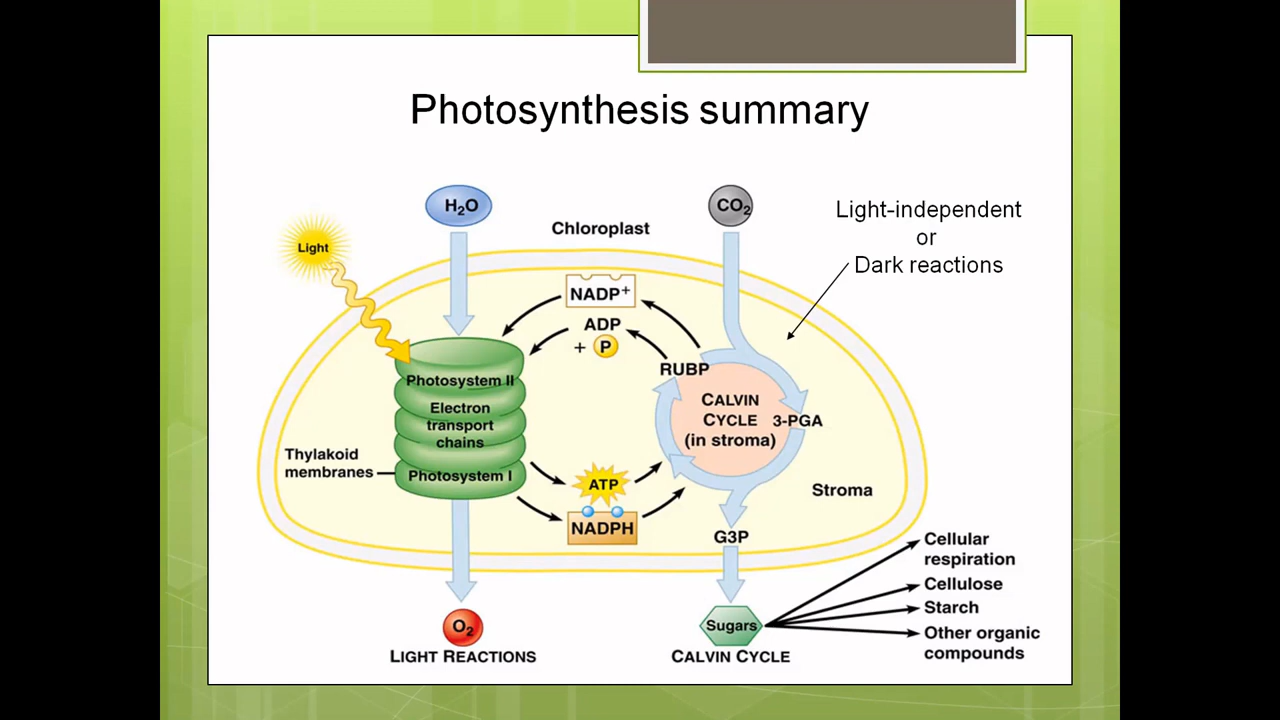 Photosynthesis summary
H₂O
CO₂
Light-independent
or
Dark reactions
Light
Chloroplast
NADP⁺
ADP
+ P
RUBP
Photosystem II
Electron
transport
chains
Photosystem I
CALVIN
CYCLE
(in stroma)
3-PGA
Thylakoid
membranes
ATP
NADPH
Stroma
G3P
O₂
LIGHT REACTIONS
Sugars
CALVIN CYCLE
Cellular
respiration
Cellulose
Starch
Other organic
compounds